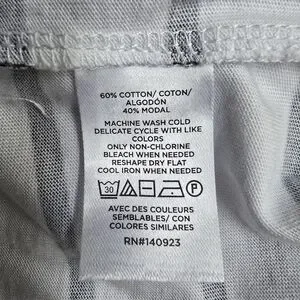 60% COTTON/ COTON/
ALGODÓN
40% MODAL
MACHINE WASH COLD
DELICATE CYCLE WITH LIKE
COLORS
ONLY NON-CHLORINE
BLEACH WHEN NEEDED
RESHAPE DRY FLAT
COOL IRON WHEN NEEDED
30 P
AVEC DES COULEURS
SEMBLABLES/ CON
COLORES SIMILARES
RN#140923